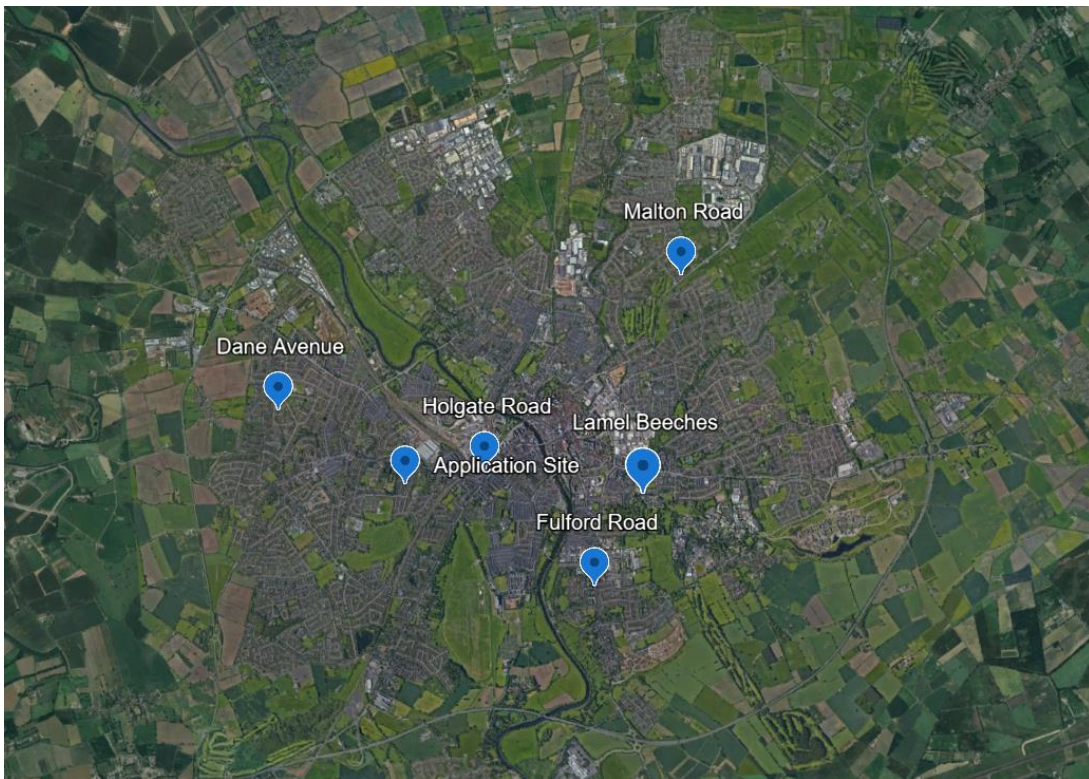 Malton Road
Dane Avenue
Holgate Road
Lamel Beeches
Application Site
Fulford Road